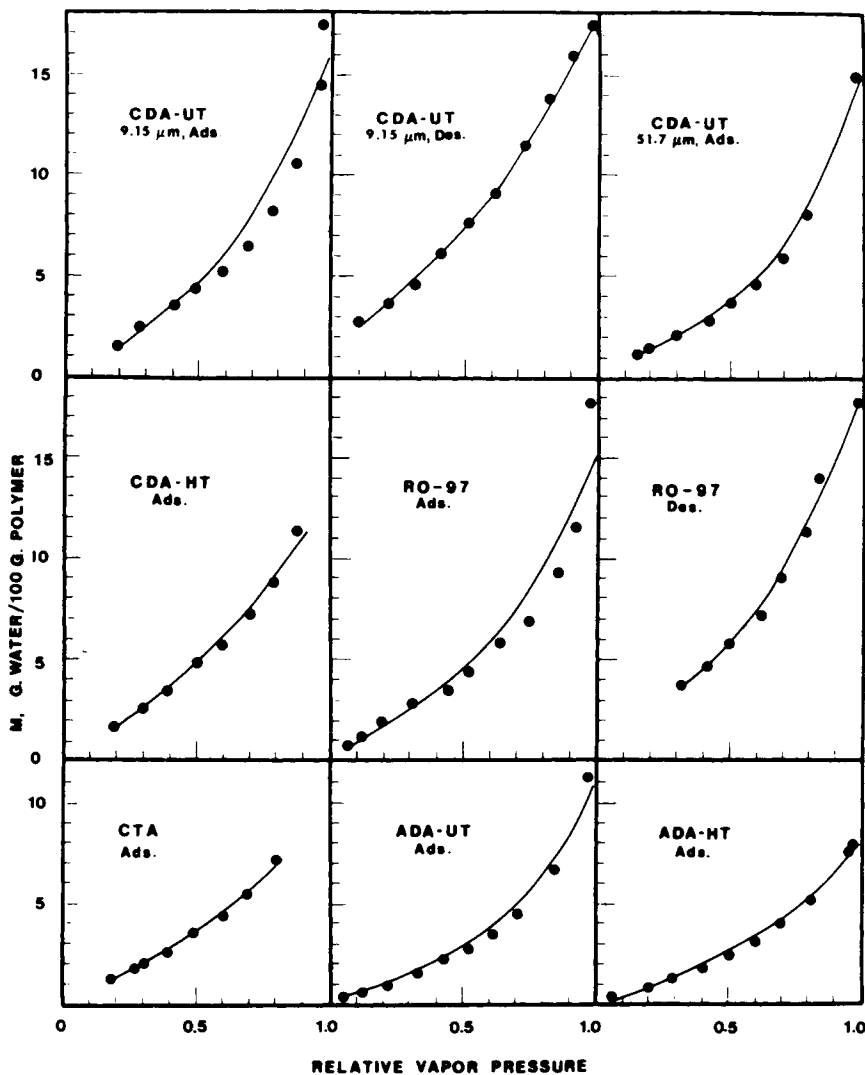 CDA-UT
9.15 µm, Ads.
CDA-UT
9.15 µm, Des.
CDA-UT
51.7 µm, Ads.
15
10
5
0
CDA-HT
Ads.
RO-97
Ads.
RO-97
Des.
15
10
5
0
CTA
Ads.
ADA-UT
Ads.
ADA-HT
Ads.
10
5
0
0.5
1.0
0.5
1.0
0.5
1.0
M, G. WATER/100 G. POLYMER
RELATIVE VAPOR PRESSURE